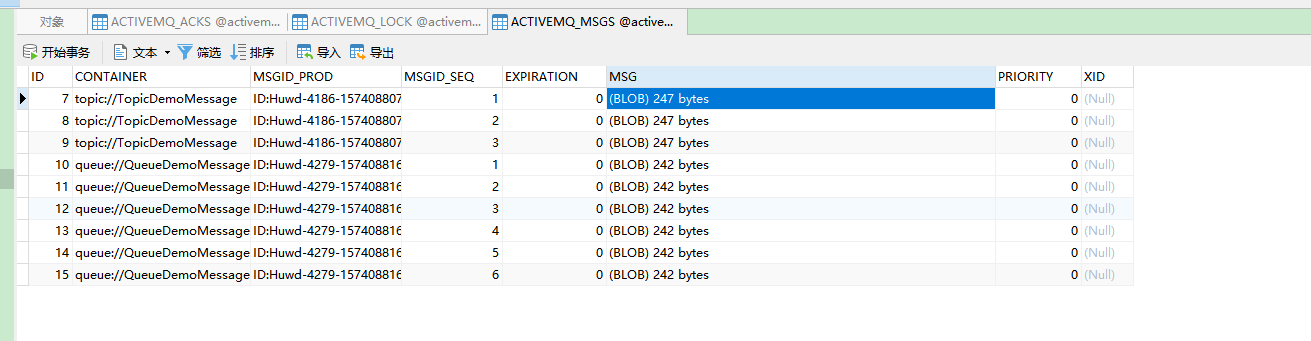 对象 ACTIVEMQ_ACKS @activem... ACTIVEMQ_LOCK @activem... ACTIVEMQ_MSGS @active...
开始事务 文本 筛选 排序 导入 导出
ID CONTAINER MSGID_PROD MSGID_SEQ EXPIRATION MSG PRIORITY XID
7 topic://TopicDemoMessage ID:Huwd-4186-157408807 1 0 (BLOB) 247 bytes 0 (Null)
8 topic://TopicDemoMessage ID:Huwd-4186-157408807 2 0 (BLOB) 247 bytes 0 (Null)
9 topic://TopicDemoMessage ID:Huwd-4186-157408807 3 0 (BLOB) 247 bytes 0 (Null)
10 queue://QueueDemoMessage ID:Huwd-4279-157408816 1 0 (BLOB) 242 bytes 0 (Null)
11 queue://QueueDemoMessage ID:Huwd-4279-157408816 2 0 (BLOB) 242 bytes 0 (Null)
12 queue://QueueDemoMessage ID:Huwd-4279-157408816 3 0 (BLOB) 242 bytes 0 (Null)
13 queue://QueueDemoMessage ID:Huwd-4279-157408816 4 0 (BLOB) 242 bytes 0 (Null)
14 queue://QueueDemoMessage ID:Huwd-4279-157408816 5 0 (BLOB) 242 bytes 0 (Null)
15 queue://QueueDemoMessage ID:Huwd-4279-157408816 6 0 (BLOB) 242 bytes 0 (Null)